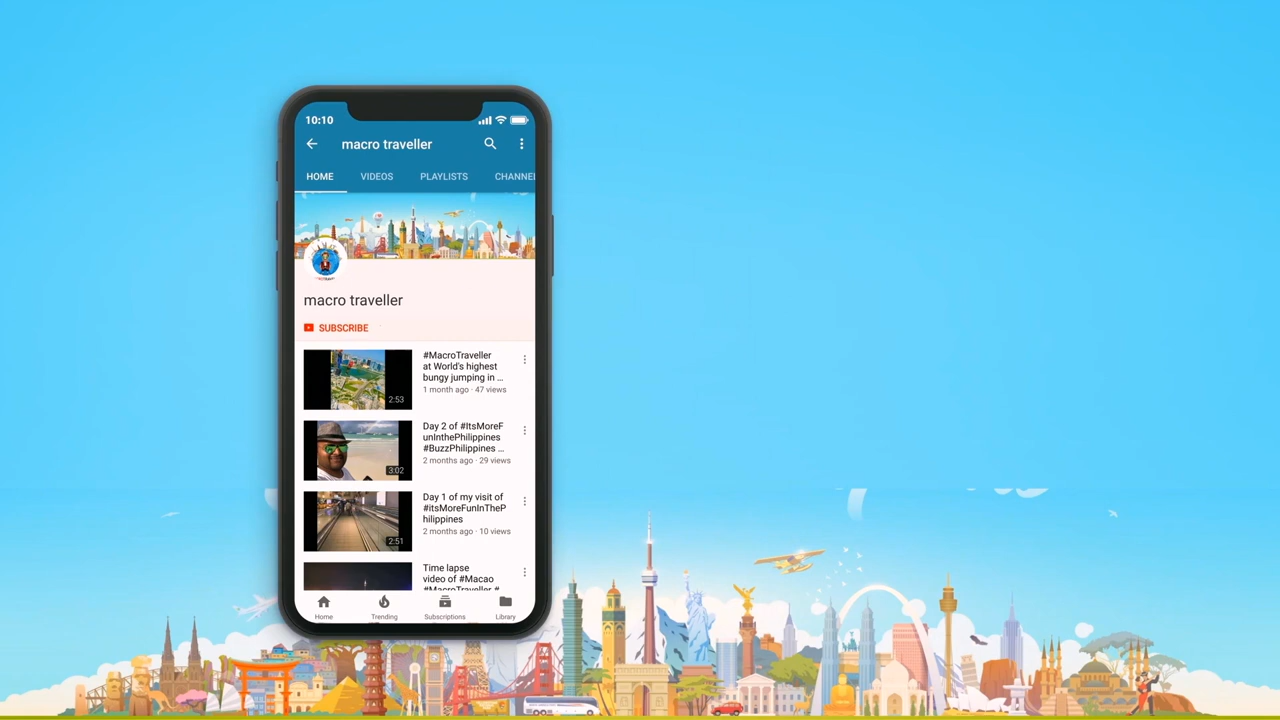 10:10
macro traveller
HOME VIDEOS PLAYLISTS CHANNEL
macro traveller
SUBSCRIBE
#MacroTraveller
at World's highest
bungy jumping in ...
1 month ago · 47 views
2:53
Day 2 of #ItsMoreF
unInthePhilippines
#BuzzPhilippines ...
2 months ago · 29 views
3:02
Day 1 of my visit of
#itsMoreFunInTheP
hilippines
2 months ago · 10 views
2:51
Time lapse
video of #Macao
#MacroTraveller #
Home Trending Subscriptions Library